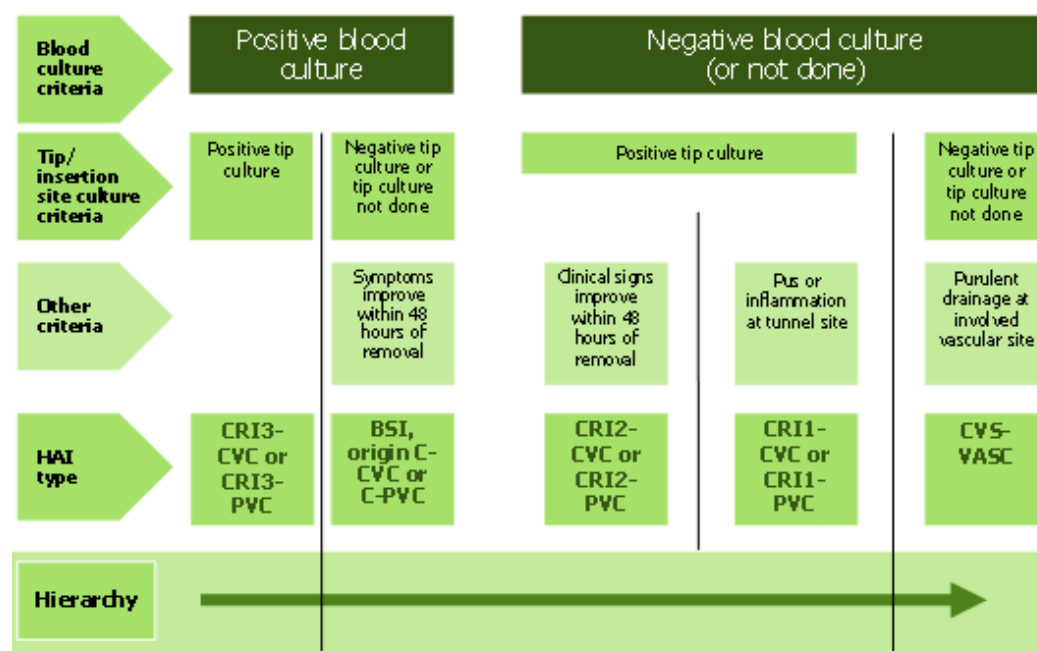 Blood
culture
criteria
Positive blood
culture
Negative blood culture
(or not done)
Tip/
insertion
site culture
criteria
Positive tip
culture
Negative tip
culture or
tip culture
not done
Positive tip culture
Negative tip
culture or
tip culture
not done
Other
criteria
Symptoms
improve
within 48
hours of
removal
Clinical signs
improve
within 48
hours of
removal
Pus or
inflammation
at tunnel site
Purulent
drainage at
involved
vascular site
HAI
type
CRI3-
CVC or
CRI3-
PVC
BSI,
origin C-
CVC or
C-PVC
CRI2-
CVC or
CRI2-
PVC
CRI1-
CVC or
CRI1-
PVC
CVS-
VASC
Hierarchy